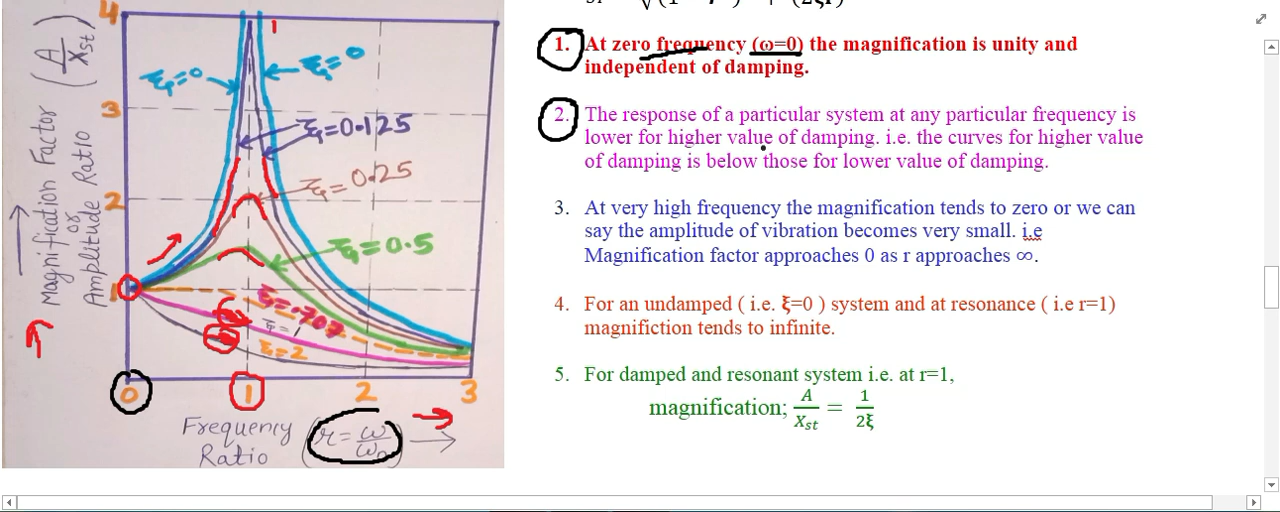 4
3
2
1
Magnification Factor
or
Amplitude Ratio
(A/Xst)
ξ=0
ξ=0
1
ξ=0.125
ξ=0.25
ξ=0.5
ξ=.707
ξ=1
ξ=2
0
1
2
3
Frequency
Ratio
(r=ω/ωn)
1. At zero frequency (ω=0) the magnification is unity and
independent of damping.
2. The response of a particular system at any particular frequency is
lower for higher value of damping. i.e. the curves for higher value
of damping is below those for lower value of damping.
3. At very high frequency the magnification tends to zero or we can
say the amplitude of vibration becomes very small. i.e
Magnification factor approaches 0 as r approaches ∞.
4. For an undamped ( i.e. ξ=0 ) system and at resonance ( i.e r=1)
magnifiction tends to infinite.
5. For damped and resonant system i.e. at r=1,
magnification; A/Xst = 1/2ξ